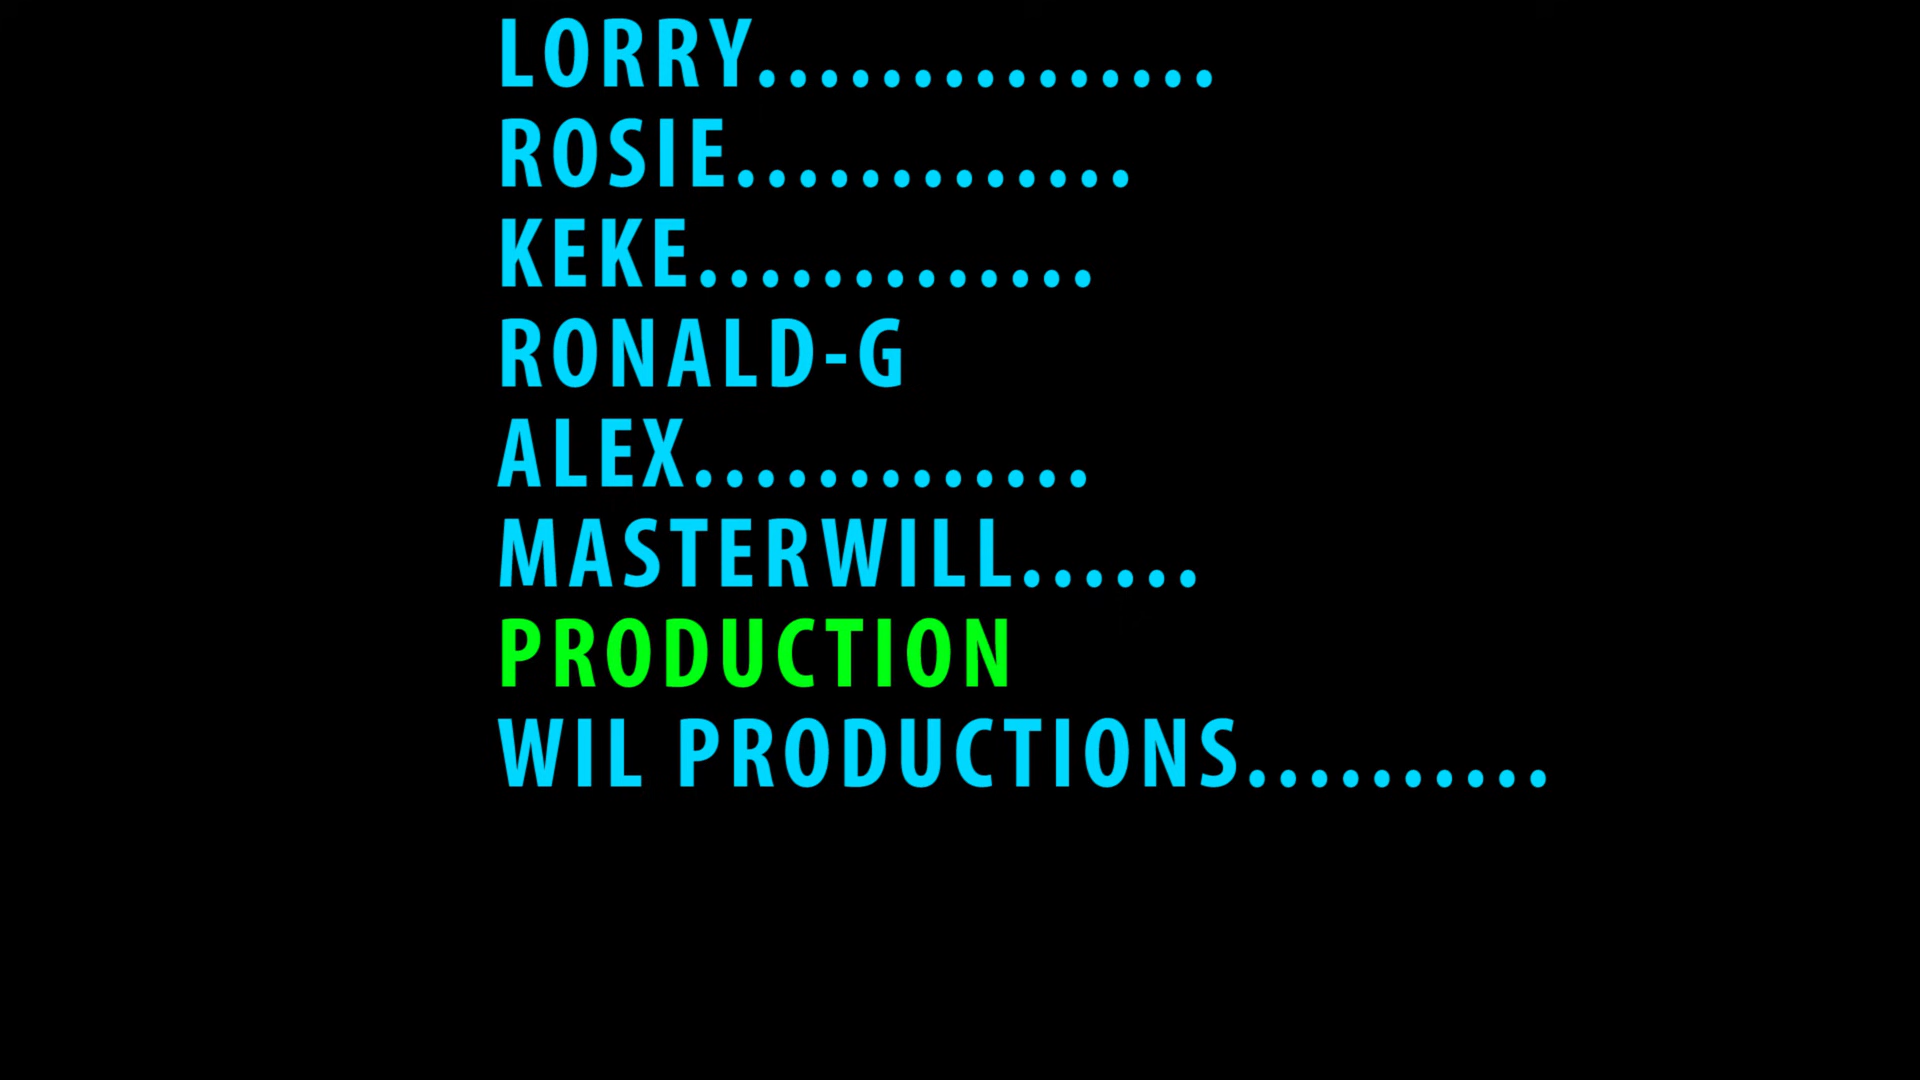 LORRY...............
ROSIE.............
KEKE.............
RONALD-G
ALEX.............
MASTERWILL......
PRODUCTION
WIL PRODUCTIONS..........